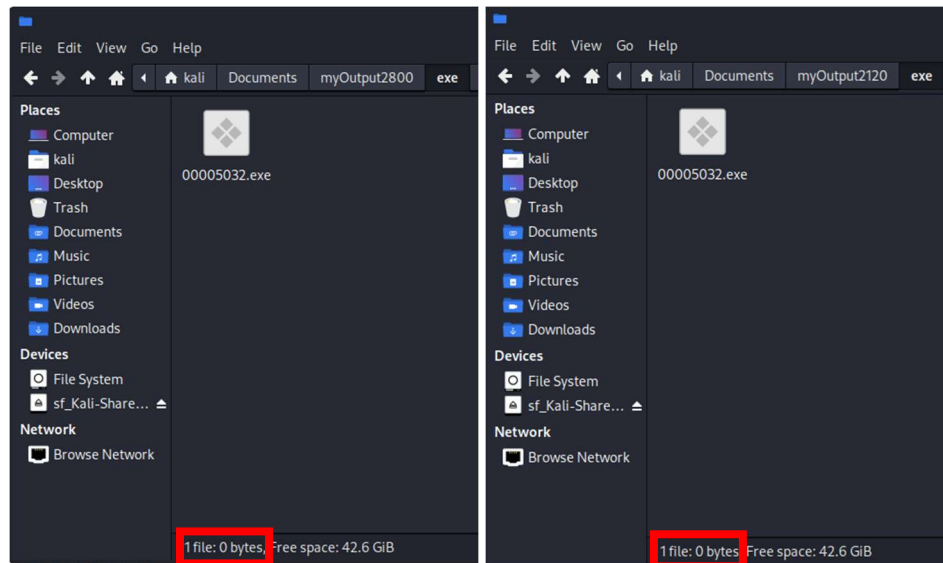 File Edit View Go Help
kali Documents myOutput2800 exe
Places
Computer
kali
Desktop
Trash
Documents
Music
Pictures
Videos
Downloads
Devices
File System
sf_Kali-Share...
Network
Browse Network
00005032.exe
1 file: 0 bytes, Free space: 42.6 GiB
File Edit View Go Help
kali Documents myOutput2120 exe
Places
Computer
kali
Desktop
Trash
Documents
Music
Pictures
Videos
Downloads
Devices
File System
sf_Kali-Share...
Network
Browse Network
00005032.exe
1 file: 0 bytes, Free space: 42.6 GiB